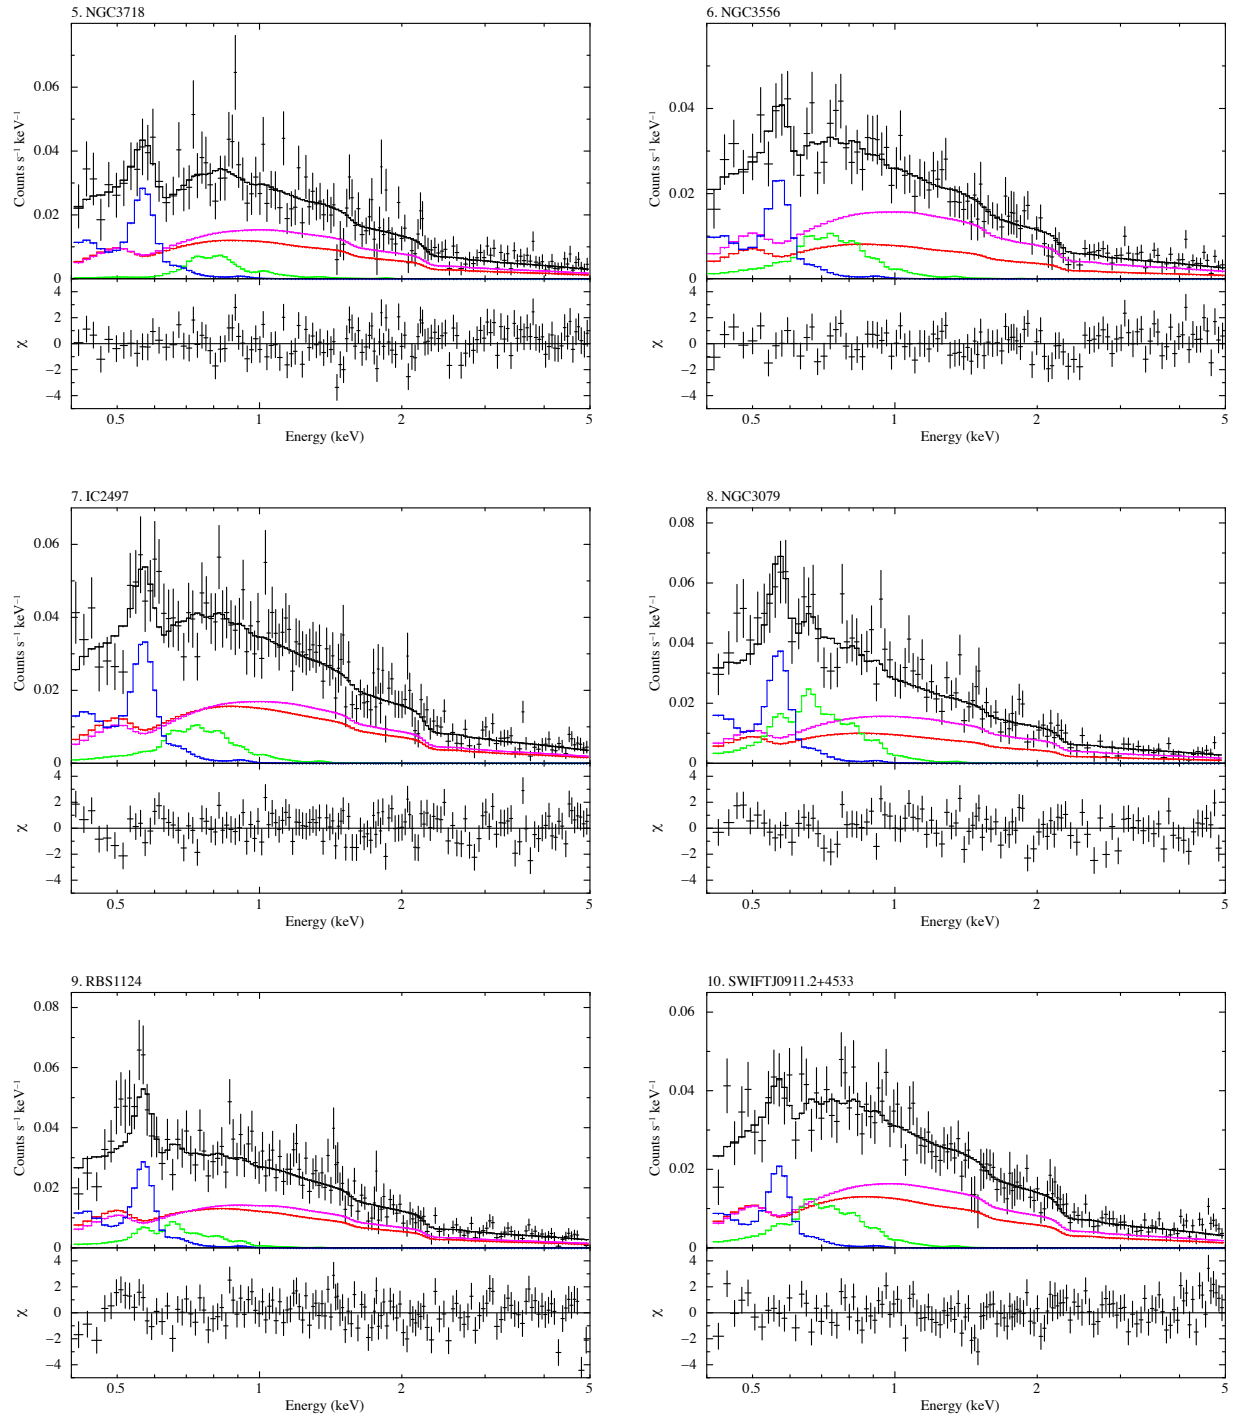 5. NGC3718
Counts s⁻¹ keV⁻¹
0.06
0.04
0.02
0
χ
4
2
0
−2
−4
0.5 1 2 5
Energy (keV)
6. NGC3556
Counts s⁻¹ keV⁻¹
0.04
0.02
0
χ
4
2
0
−2
−4
0.5 1 2 5
Energy (keV)
7. IC2497
Counts s⁻¹ keV⁻¹
0.06
0.04
0.02
0
χ
4
2
0
−2
−4
0.5 1 2 5
Energy (keV)
8. NGC3079
Counts s⁻¹ keV⁻¹
0.08
0.06
0.04
0.02
0
χ
4
2
0
−2
−4
0.5 1 2 5
Energy (keV)
9. RBS1124
Counts s⁻¹ keV⁻¹
0.08
0.06
0.04
0.02
0
χ
4
2
0
−2
−4
0.5 1 2 5
Energy (keV)
10. SWIFTJ0911.2+4533
Counts s⁻¹ keV⁻¹
0.06
0.04
0.02
0
χ
4
2
0
−2
−4
0.5 1 2 5
Energy (keV)